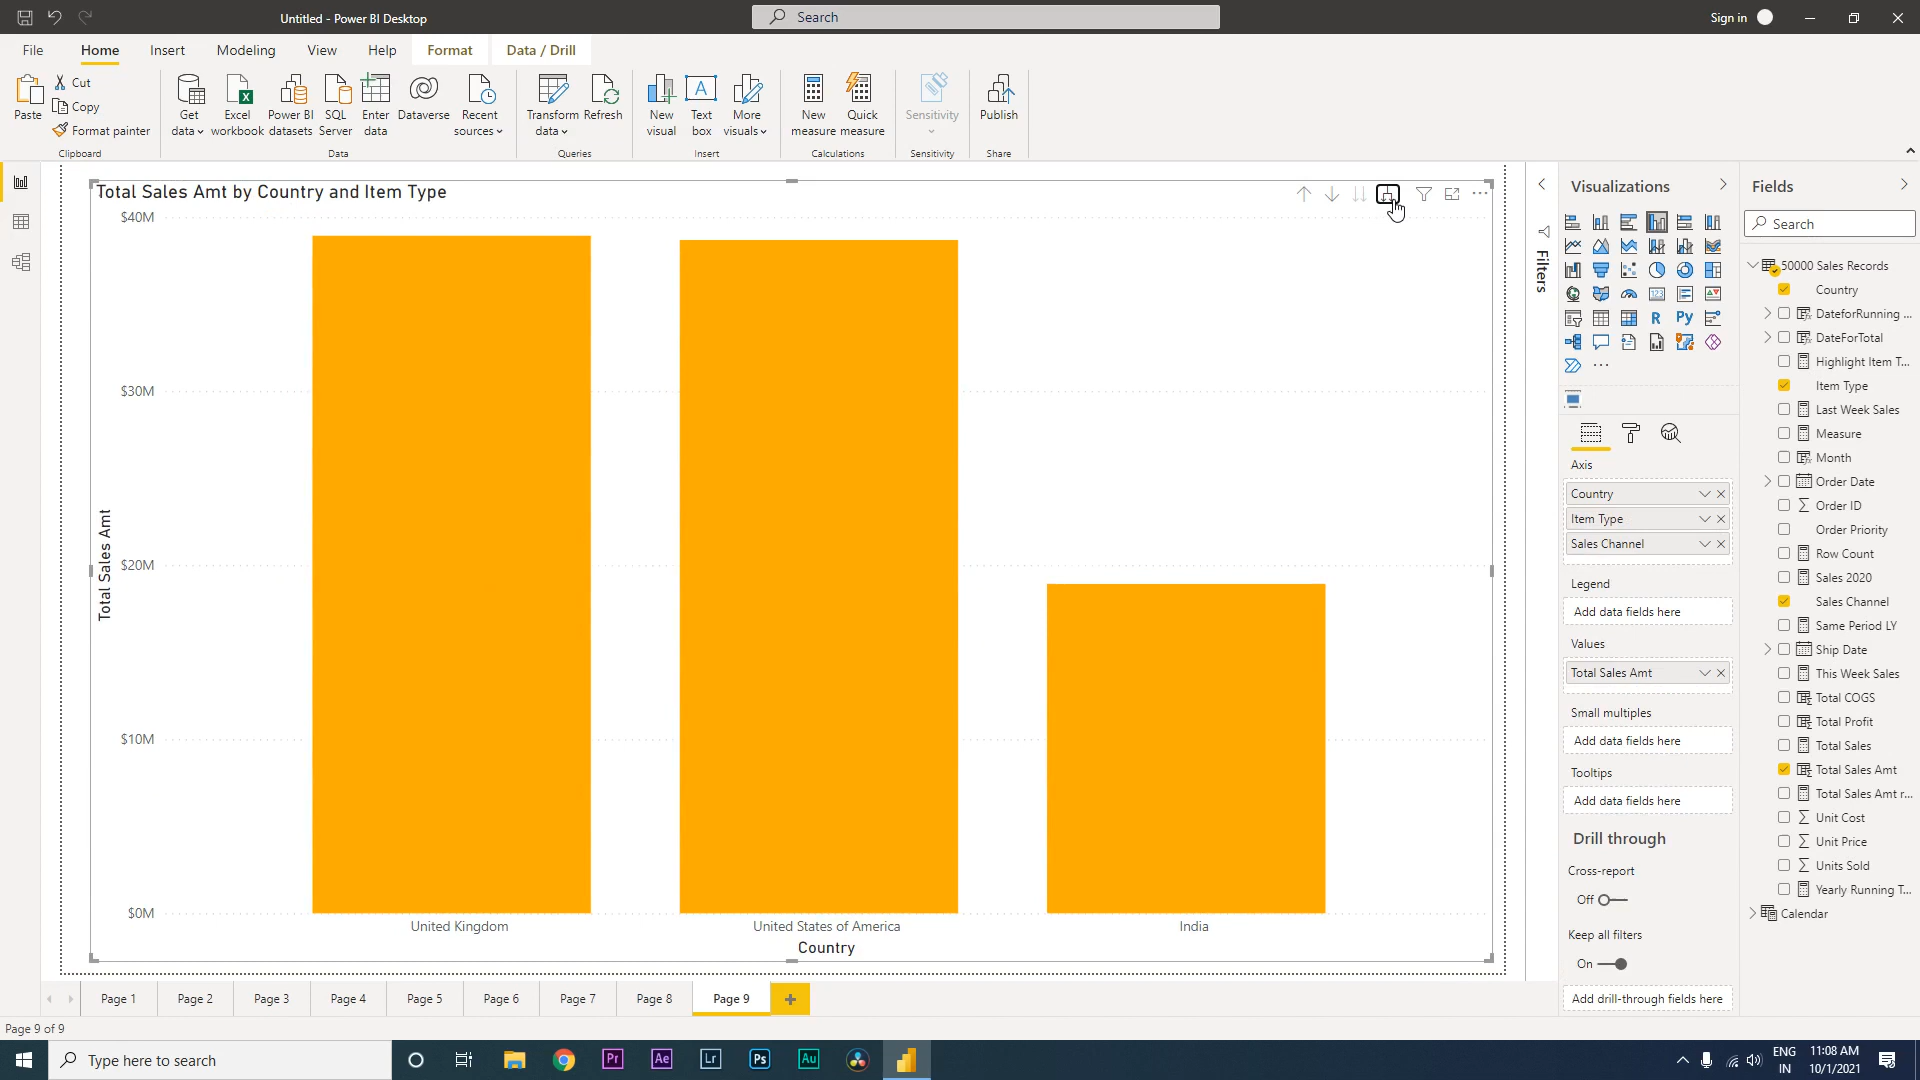 Untitled - Power BI Desktop
Search
Sign in
File
Home
Insert
Modeling
View
Help
Format
Data / Drill
Paste
Cut
Copy
Format painter
Clipboard
Get data
Excel workbook
Power BI datasets
SQL Server
Enter data
Dataverse
Recent sources
Data
Transform data
Refresh
Queries
New visual
A
Text box
More visuals
Insert
New measure
Quick measure
Calculations
Sensitivity
Sensitivity
Publish
Share
Total Sales Amt by Country and Item Type
$40M
$30M
$20M
$10M
$0M
Total Sales Amt
United Kingdom
United States of America
India
Country
Filters
Visualizations
123
R
Py
Axis
Country
Item Type
Sales Channel
Legend
Add data fields here
Values
Total Sales Amt
Small multiples
Add data fields here
Tooltips
Add data fields here
Drill through
Cross-report
Off
Keep all filters
On
Add drill-through fields here
Fields
Search
50000 Sales Records
Country
DateforRunning ...
DateForTotal
Highlight Item T...
Item Type
Last Week Sales
Measure
Month
Order Date
Order ID
Order Priority
Row Count
Sales 2020
Sales Channel
Same Period LY
Ship Date
This Week Sales
Total COGS
Total Profit
Total Sales
Total Sales Amt
Total Sales Amt r...
Unit Cost
Unit Price
Units Sold
Yearly Running T...
Calendar
Page 1
Page 2
Page 3
Page 4
Page 5
Page 6
Page 7
Page 8
Page 9
Page 9 of 9
Type here to search
Pr
Ae
Lr
Ps
Au
ENG
IN
11:08 AM
10/1/2021